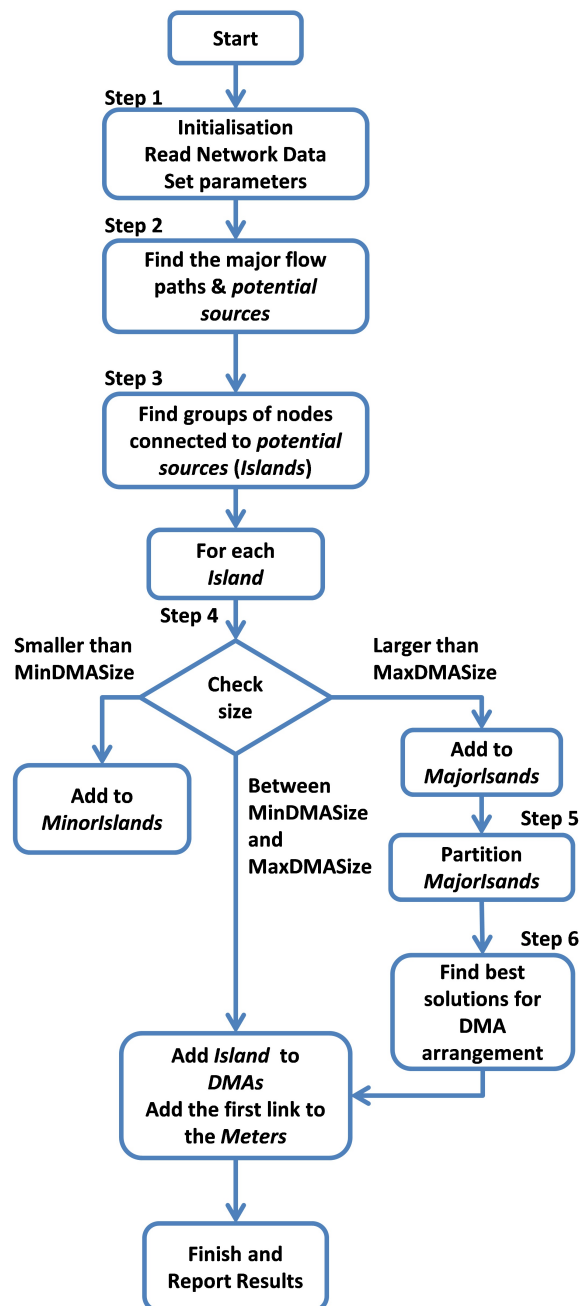 Start
Step 1
Initialisation
Read Network Data
Set parameters
Step 2
Find the major flow
paths & potential
sources
Step 3
Find groups of nodes
connected to potential
sources (Islands)
For each
Island
Step 4
Smaller than
MinDMASize
Larger than
MaxDMASize
Check
size
Add to
MinorIslands
Between
MinDMASize
and
MaxDMASize
Add to
MajorIsands
Step 5
Partition
MajorIsands
Step 6
Find best
solutions for
DMA
arrangement
Add Island to
DMAs
Add the first link to
the Meters
Finish and
Report Results